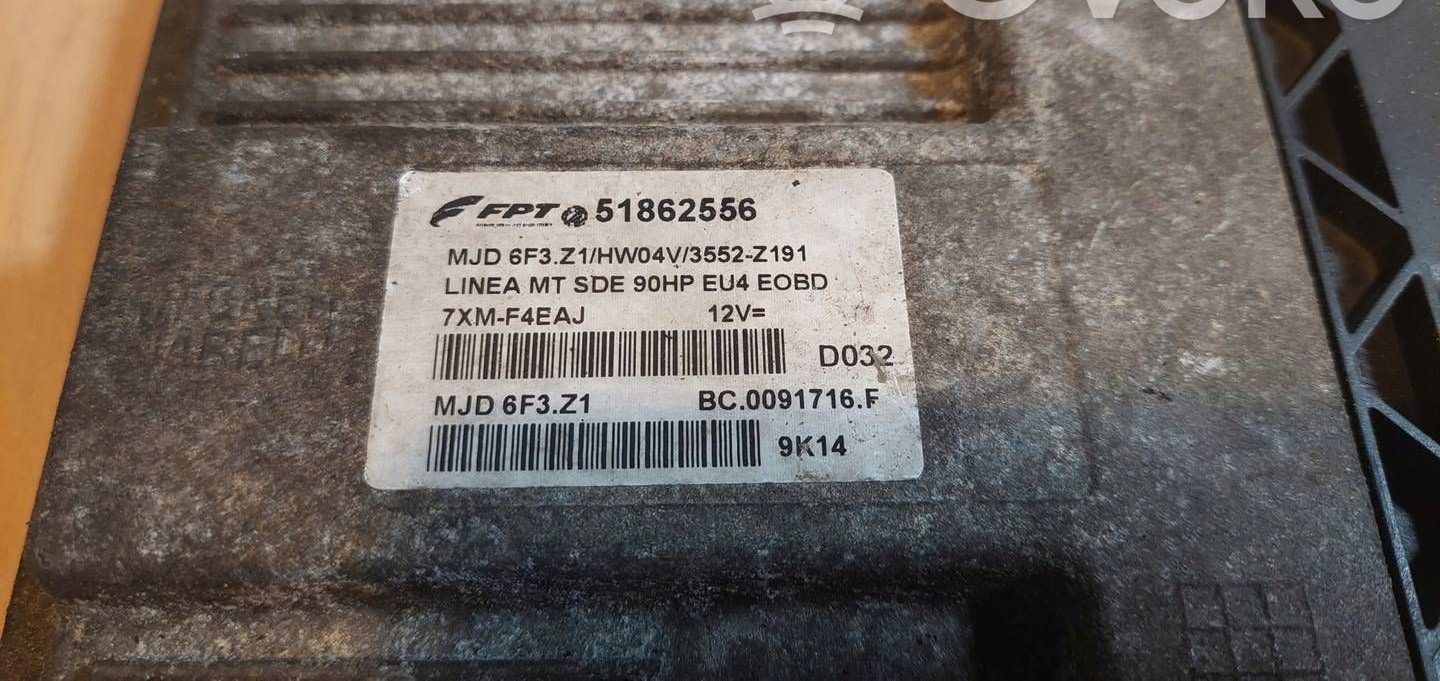 FPT 51862556
MJD 6F3.Z1/HW04V/3552-Z191
LINEA MT SDE 90HP EU4 EOBD
7XM-F4EAJ 12V=
D032
MJD 6F3.Z1 BC.0091716.F
9K14